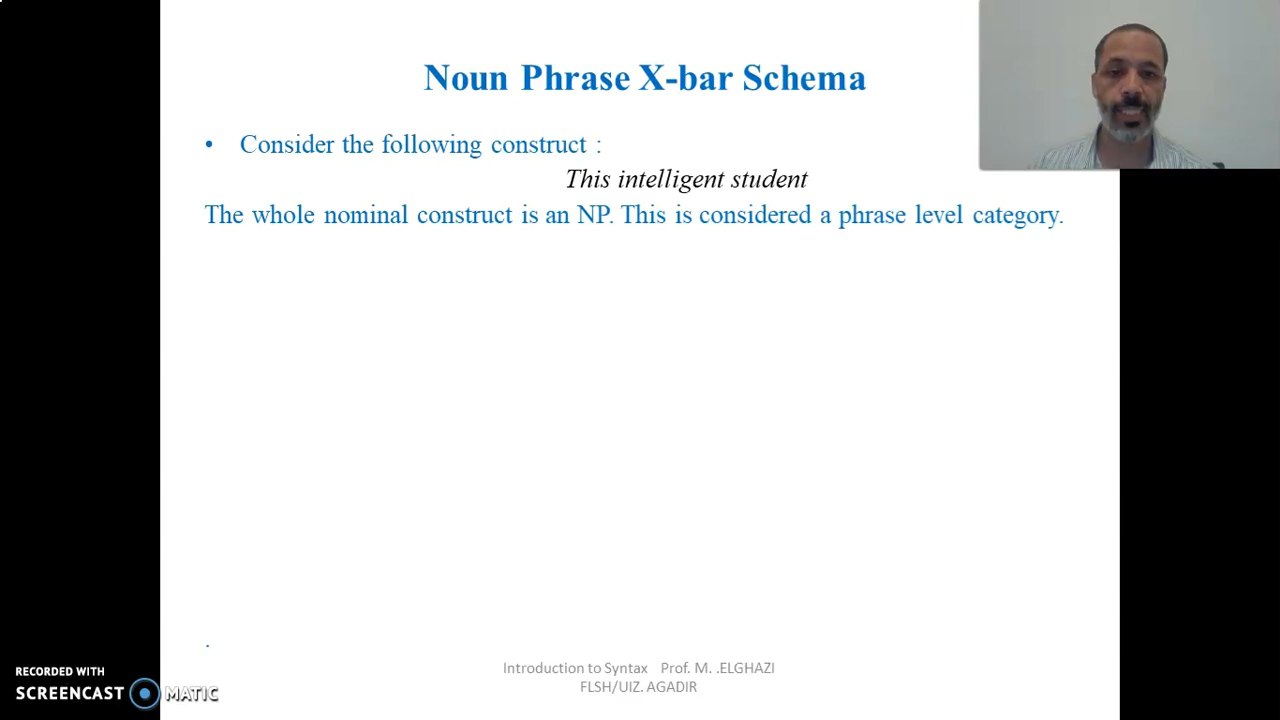 Noun Phrase X-bar Schema
• Consider the following construct :
This intelligent student
The whole nominal construct is an NP. This is considered a phrase level category.
.
Introduction to Syntax Prof. M. .ELGHAZI
FLSH/UIZ. AGADIR
RECORDED WITH
SCREENCAST MATIC